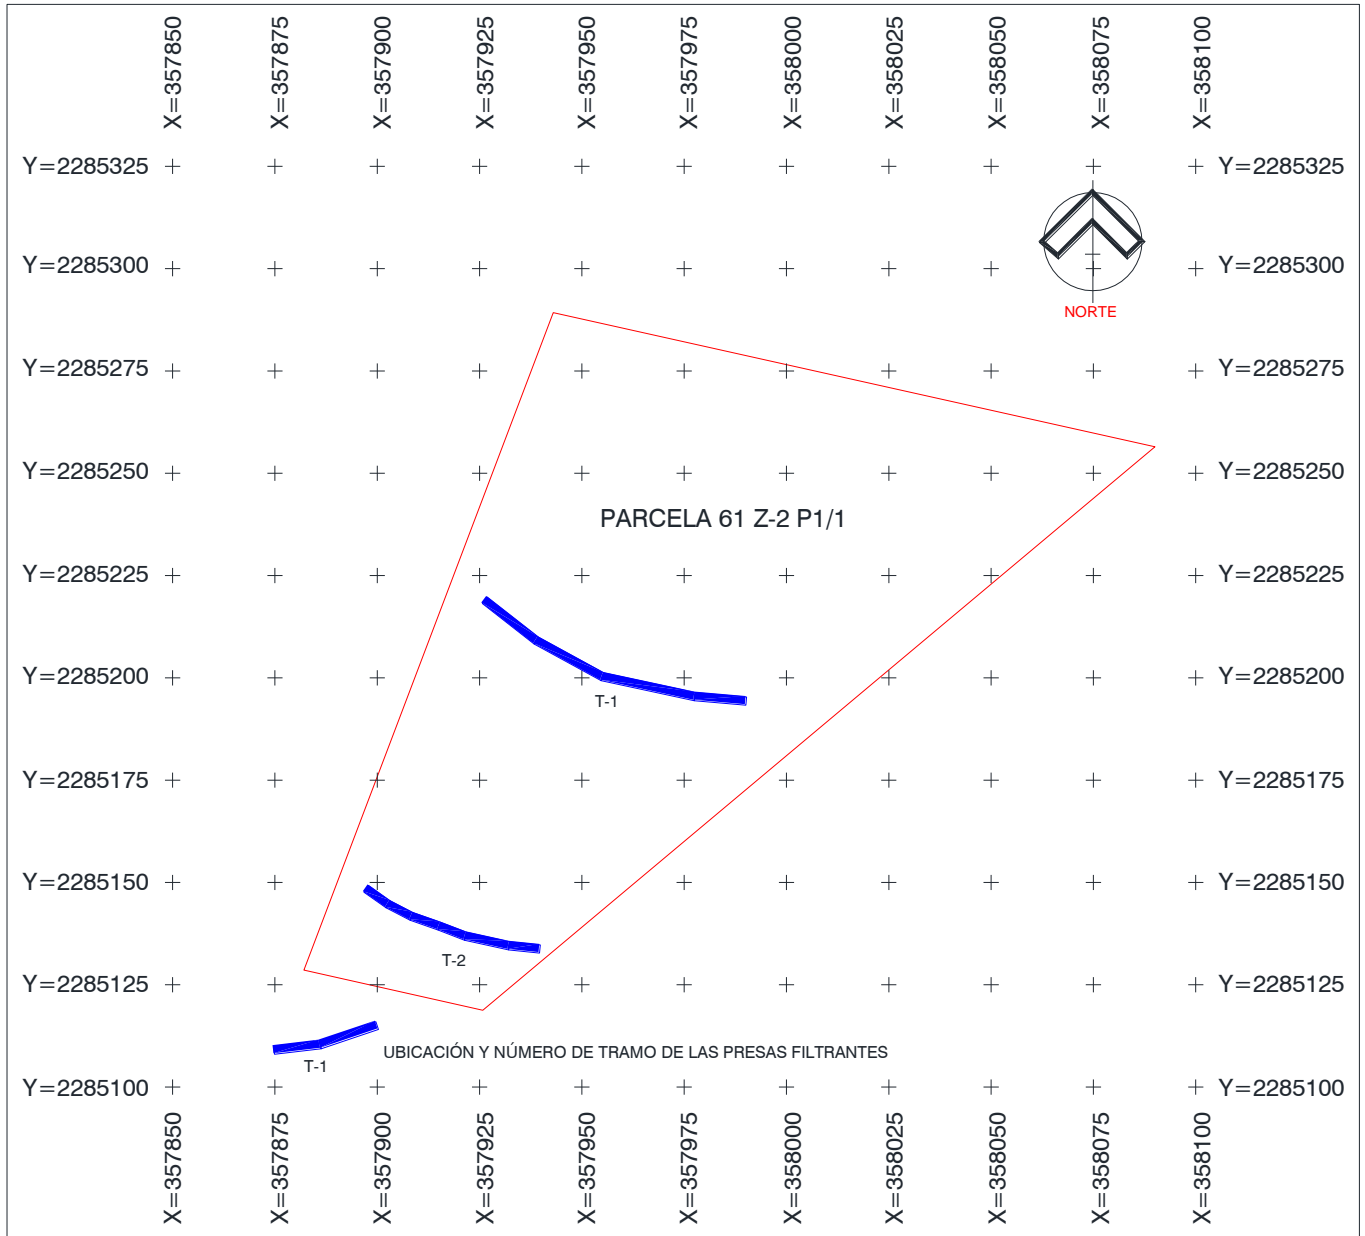 X=357850
X=357875
X=357900
X=357925
X=357950
X=357975
X=358000
X=358025
X=358050
X=358075
X=358100
Y=2285325
Y=2285325
Y=2285300
Y=2285300
NORTE
Y=2285275
Y=2285275
Y=2285250
Y=2285250
PARCELA 61 Z-2 P1/1
Y=2285225
Y=2285225
Y=2285200
Y=2285200
T-1
Y=2285175
Y=2285175
Y=2285150
Y=2285150
T-2
Y=2285125
Y=2285125
UBICACIÓN Y NÚMERO DE TRAMO DE LAS PRESAS FILTRANTES
T-1
Y=2285100
Y=2285100
X=357850
X=357875
X=357900
X=357925
X=357950
X=357975
X=358000
X=358025
X=358050
X=358075
X=358100